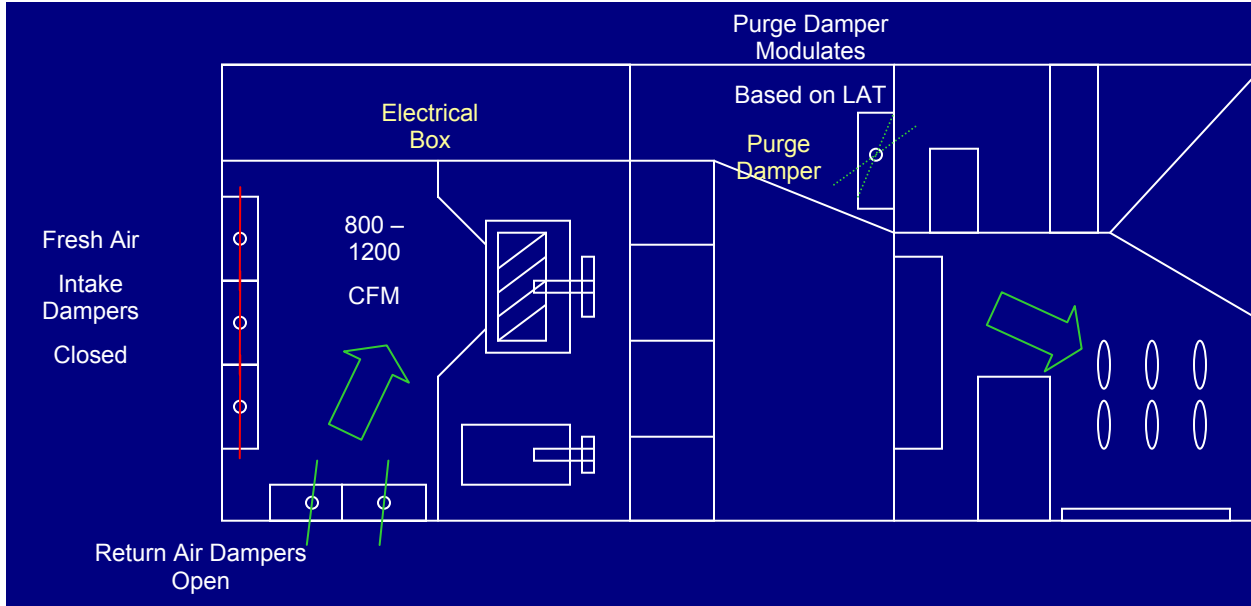 Purge Damper
Modulates
Based on LAT
Electrical
Box
Purge
Damper
Fresh Air
Intake
Dampers
Closed
800 –
1200
CFM
Return Air Dampers
Open